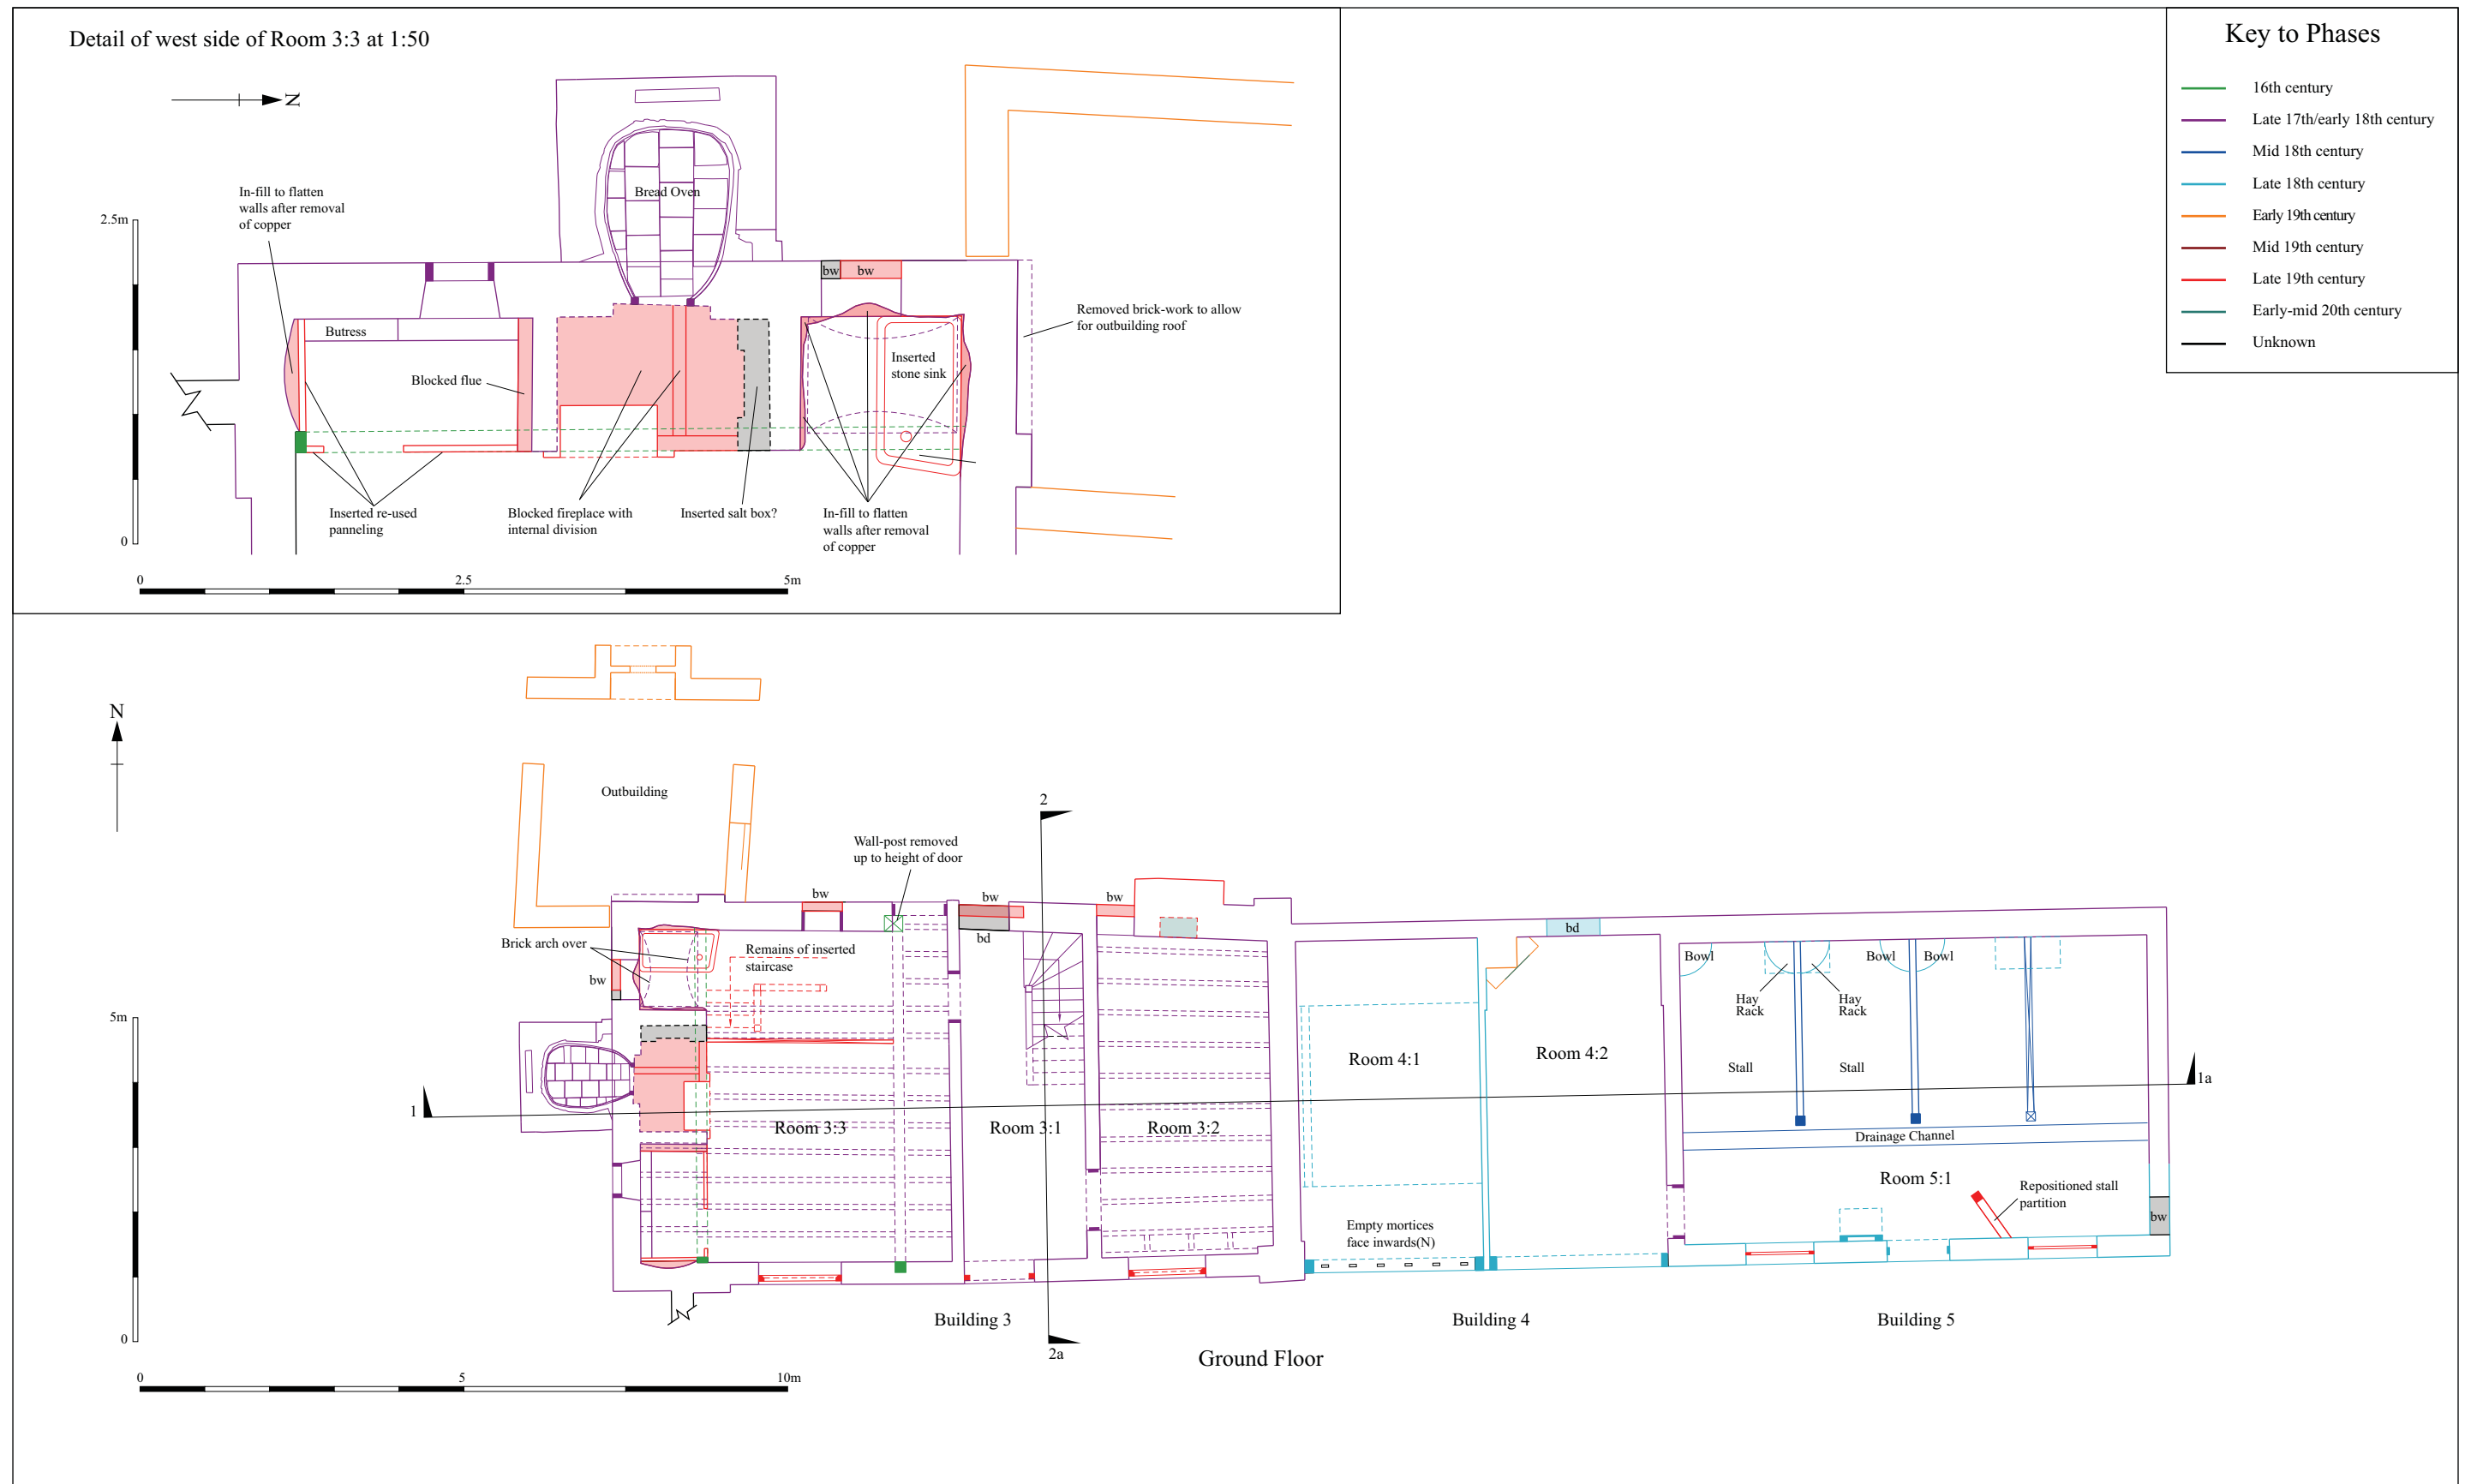 Detail of west side of Room 3:3 at 1:50
N
In-fill to flatten
walls after removal
of copper
2.5m
0
Butress
Blocked flue
Bread Oven
bw
bw
Inserted
stone sink
Removed brick-work to allow
for outbuilding roof
Inserted re-used
panneling
Blocked fireplace with
internal division
Inserted salt box?
In-fill to flatten
walls after removal
of copper
0
2.5
5m
Key to Phases
16th century
Late 17th/early 18th century
Mid 18th century
Late 18th century
Early 19th century
Mid 19th century
Late 19th century
Early-mid 20th century
Unknown
N
Outbuilding
2
Wall-post removed
up to height of door
bw
bw
bw
bd
bd
Brick arch over
Remains of inserted
staircase
bw
Bowl
Bowl
Bowl
Hay
Rack
Hay
Rack
5m
Room 4:1
Room 4:2
Stall
Stall
1
1a
Room 3:3
Room 3:1
Room 3:2
Drainage Channel
Room 5:1
Repositioned stall
partition
bw
Empty mortices
face inwards(N)
Building 3
Building 4
Building 5
0
2a
Ground Floor
0
5
10m